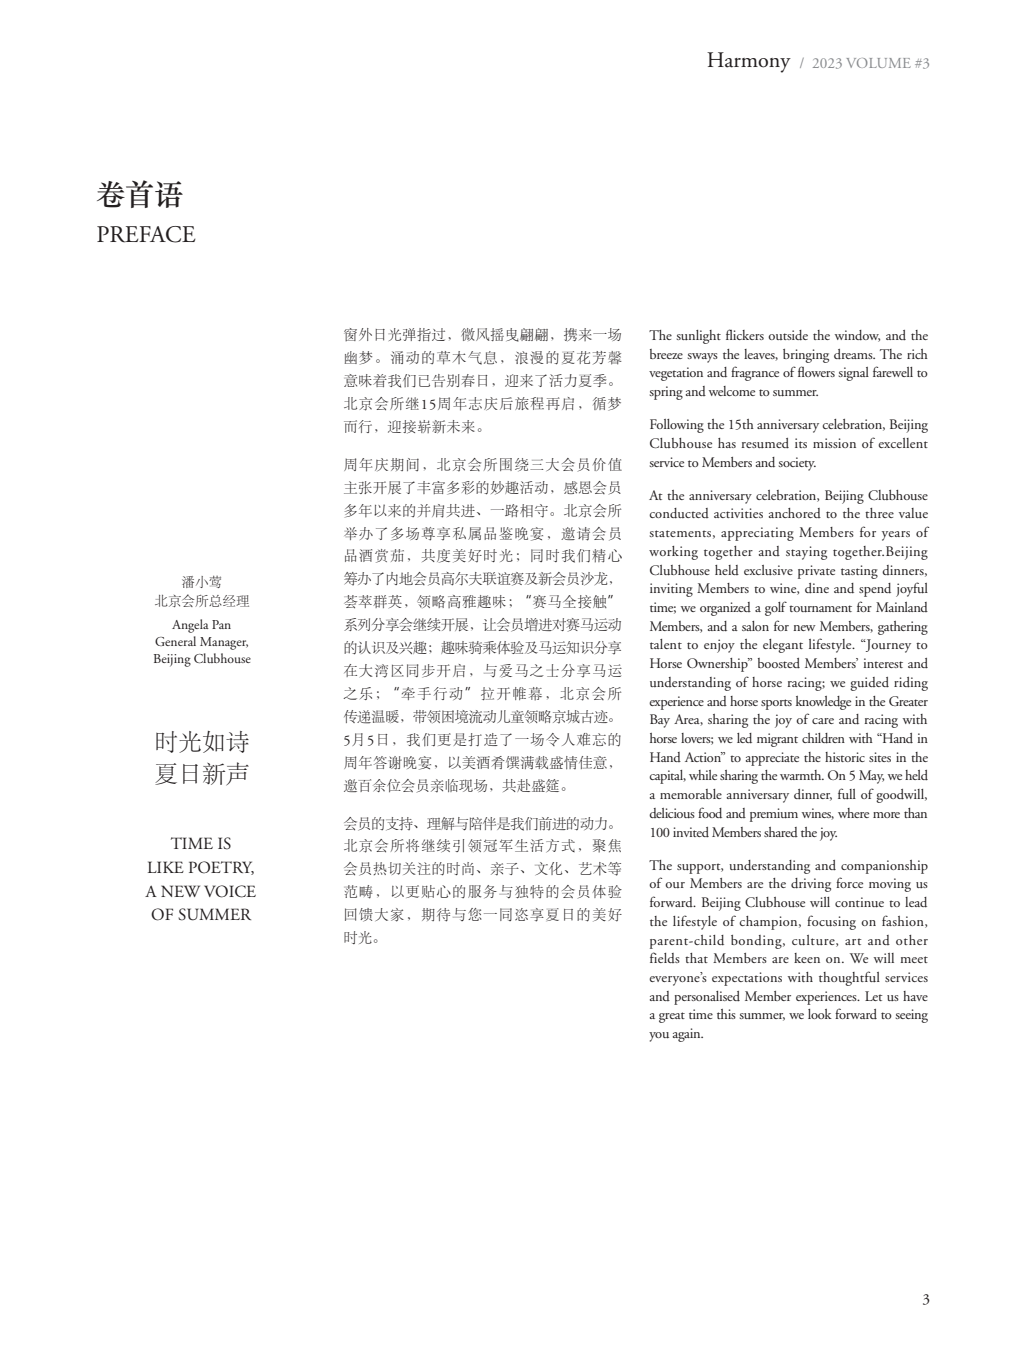 Harmony / 2023 VOLUME #3
卷首语
PREFACE
潘小莺
北京会所总经理
Angela Pan
General Manager,
Beijing Clubhouse
时光如诗
夏日新声
TIME IS
LIKE POETRY,
A NEW VOICE
OF SUMMER
窗外日光弹指过，微风摇曳翩翩，携来一场
幽梦。涌动的草木气息，浪漫的夏花芳馨
意味着我们已告别春日，迎来了活力夏季。
北京会所继15周年志庆后旅程再启，循梦
而行，迎接崭新未来。
周年庆期间，北京会所围绕三大会员价值
主张开展了丰富多彩的妙趣活动，感恩会员
多年以来的并肩共进、一路相守。北京会所
举办了多场尊享私属品鉴晚宴，邀请会员
品酒赏茄，共度美好时光；同时我们精心
筹办了内地会员高尔夫联谊赛及新会员沙龙，
荟萃群英，领略高雅趣味；“赛马全接触”
系列分享会继续开展，让会员增进对赛马运动
的认识及兴趣；趣味骑乘体验及马运知识分享
在大湾区同步开启，与爱马之士分享马运
之乐；“牵手行动”拉开帷幕，北京会所
传递温暖，带领困境流动儿童领略京城古迹。
5月5日，我们更是打造了一场令人难忘的
周年答谢晚宴，以美酒肴馔满载盛情佳意，
邀百余位会员亲临现场，共赴盛筵。
会员的支持、理解与陪伴是我们前进的动力。
北京会所将继续引领冠军生活方式，聚焦
会员热切关注的时尚、亲子、文化、艺术等
范畴，以更贴心的服务与独特的会员体验
回馈大家，期待与您一同恣享夏日的美好
时光。
The sunlight flickers outside the window, and the
breeze sways the leaves, bringing dreams. The rich
vegetation and fragrance of flowers signal farewell to
spring and welcome to summer.
Following the 15th anniversary celebration, Beijing
Clubhouse has resumed its mission of excellent
service to Members and society.
At the anniversary celebration, Beijing Clubhouse
conducted activities anchored to the three value
statements, appreciating Members for years of
working together and staying together.Beijing
Clubhouse held exclusive private tasting dinners,
inviting Members to wine, dine and spend joyful
time; we organized a golf tournament for Mainland
Members, and a salon for new Members, gathering
talent to enjoy the elegant lifestyle. “Journey to
Horse Ownership” boosted Members’ interest and
understanding of horse racing; we guided riding
experience and horse sports knowledge in the Greater
Bay Area, sharing the joy of care and racing with
horse lovers; we led migrant children with “Hand in
Hand Action” to appreciate the historic sites in the
capital, while sharing the warmth. On 5 May, we held
a memorable anniversary dinner, full of goodwill,
delicious food and premium wines, where more than
100 invited Members shared the joy.
The support, understanding and companionship
of our Members are the driving force moving us
forward. Beijing Clubhouse will continue to lead
the lifestyle of champion, focusing on fashion,
parent-child bonding, culture, art and other
fields that Members are keen on. We will meet
everyone’s expectations with thoughtful services
and personalised Member experiences. Let us have
a great time this summer, we look forward to seeing
you again.
3